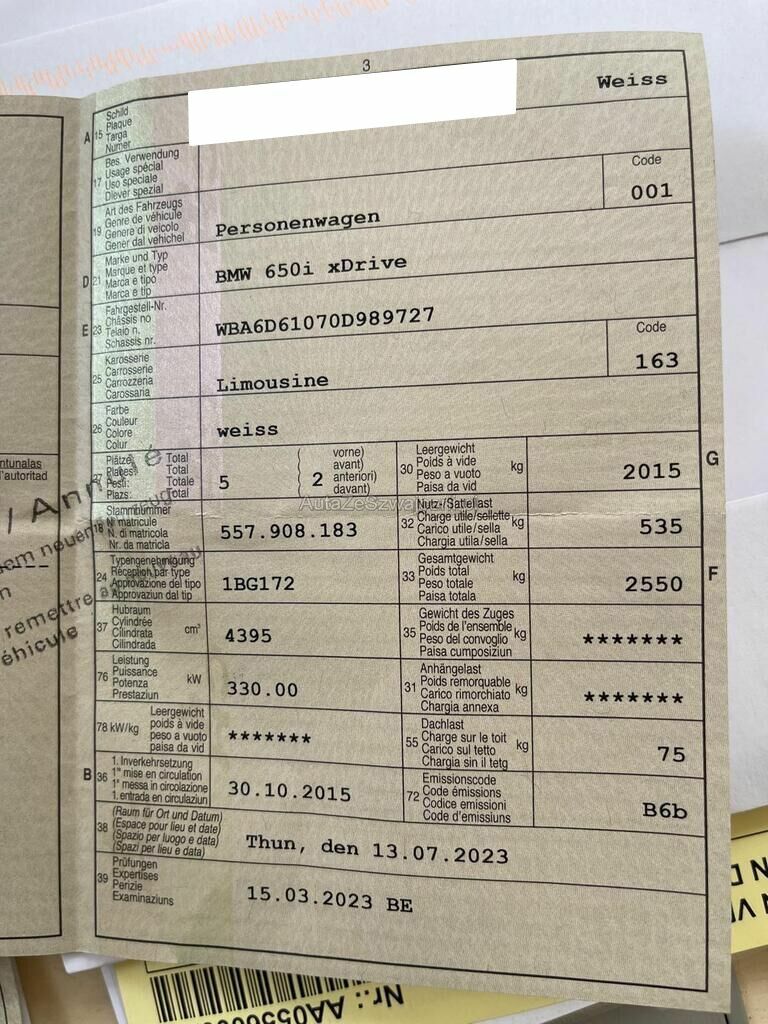 3
A 15 Schild
Plaque
Targa
Numer
Weiss
17 Bes. Verwendung
Usage spécial
Uso speciale
Diever spezial
19 Art des Fahrzeugs
Genre de véhicule
Genere di veicolo
Gener dal vehichel
Personenwagen
Code
001
D 21 Marke und Typ
Marque et type
Marca e tipo
Marca e tip
BMW 650i xDrive
E 23 Fahrgestell-Nr.
Châssis no
Telaio n.
Schassis nr.
WBA6D61070D989727
25 Karosserie
Carrosserie
Carrozzeria
Carossaria
Limousine
Code
163
26 Farbe
Couleur
Colore
Colur
weiss
27 Plätze: Total
Places: Total
Posti: Totale
Plazs: Total
5
( vorne)
avant)
anteriori)
( davant)
2
30 Leergewicht
Poids à vide
Peso a vuoto
Paisa da vid
kg
2015
G
18 Stammnummer
N° matricule
N. di matricola
Nr. da matricla
557.908.183
32 Nutz-/Sattellast
Charge utile/sellette
Carico utile/sella
Chargia utila/sella
kg
535
24 Typengenehmigung
Réception par type
Approvazione del tipo
Approvaziun dal tip
1BG172
33 Gesamtgewicht
Poids total
Peso totale
Paisa totala
kg
2550
F
37 Hubraum
Cylindrée
Cilindrata
Cilindrada
cm³
4395
35 Gewicht des Zuges
Poids de l'ensemble
Peso del convoglio
Paisa cumposiziun
kg
*******
76 Leistung
Puissance
Potenza
Prestaziun
kW
330.00
31 Anhängelast
Poids remorquable
Carico rimorchiato
Chargia annexa
kg
*******
78 kW/kg
Leergewicht
poids à vide
peso a vuoto
paisa da vid
*******
55 Dachlast
Charge sur le toit
Carico sul tetto
Chargia sin il tetg
kg
75
B 36 1. Inverkehrsetzung
1re mise en circulation
1a messa in circolazione
1. entrada en circulaziun
30.10.2015
72 Emissionscode
Code émissions
Codice emissioni
Code d'emissiuns
B6b
38 (Raum für Ort und Datum)
(Espace pour lieu et date)
(Spazio per luogo e data)
(Spazi per lieu e data)
Thun, den 13.07.2023
39 Prüfungen
Expertises
Perizie
Examinaziuns
15.03.2023 BE
remettre